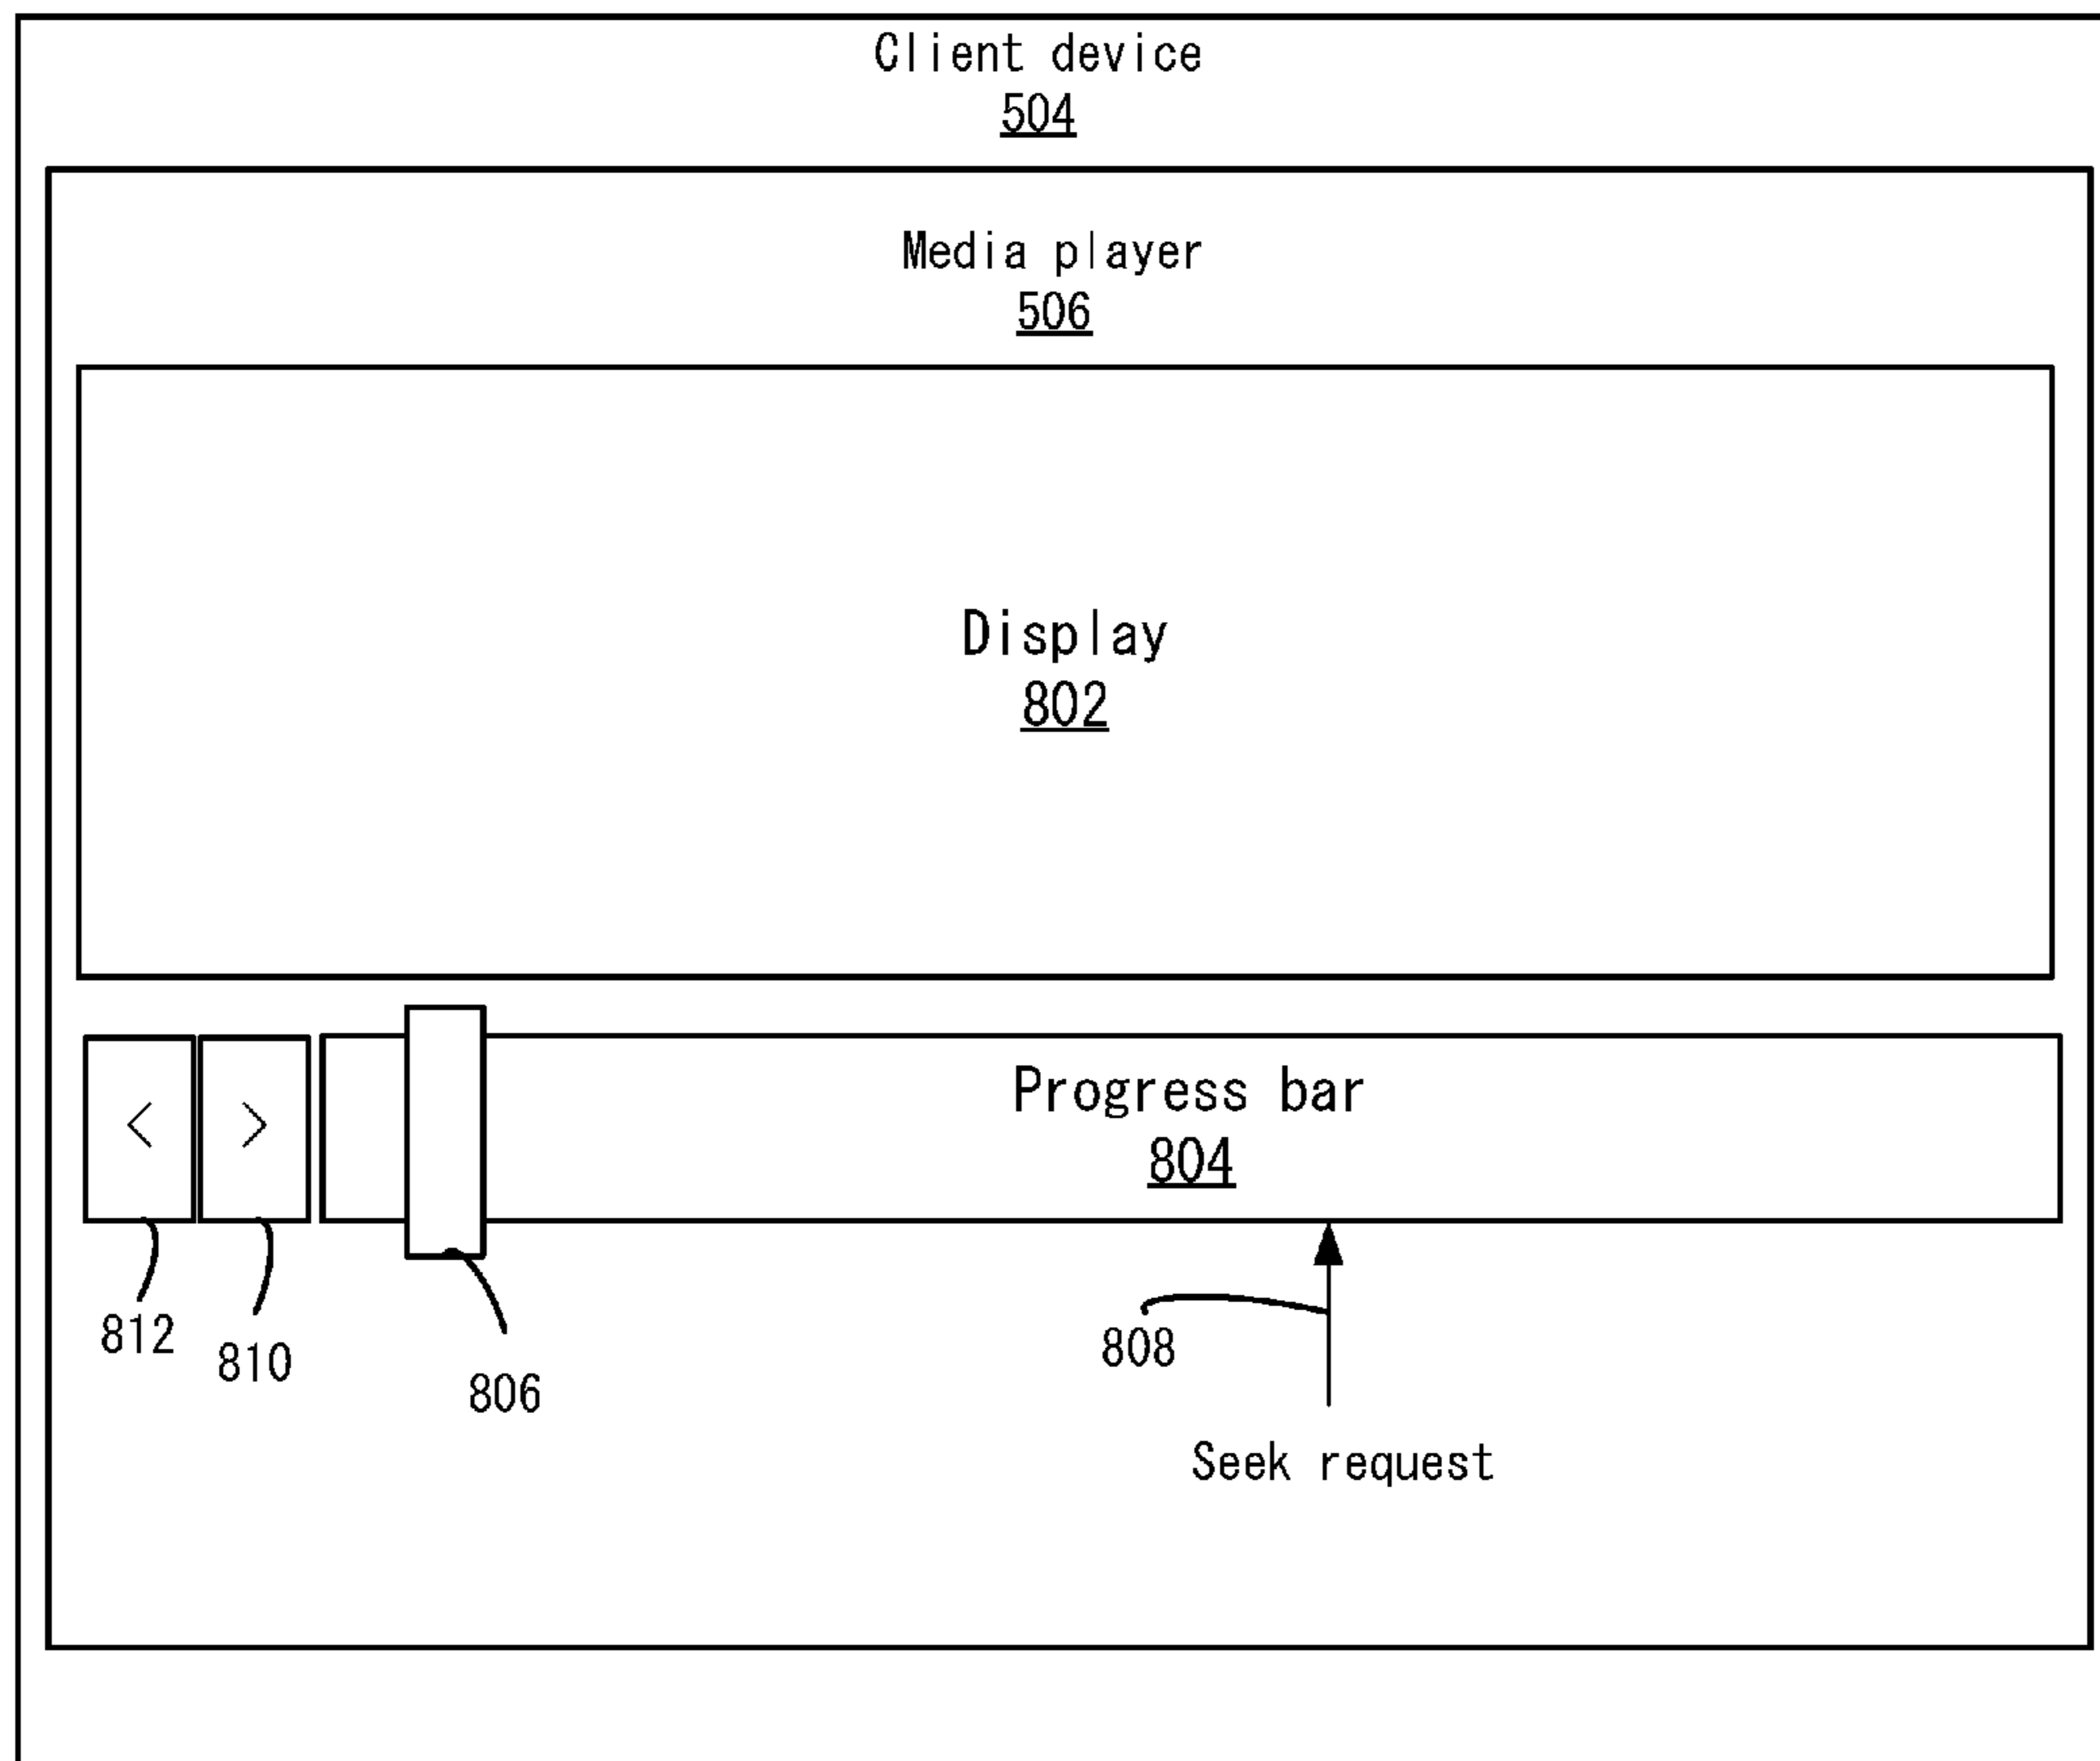 Client device
504
Media player
506
Display
802
< >
Progress bar
804
812
810
806
808
Seek request